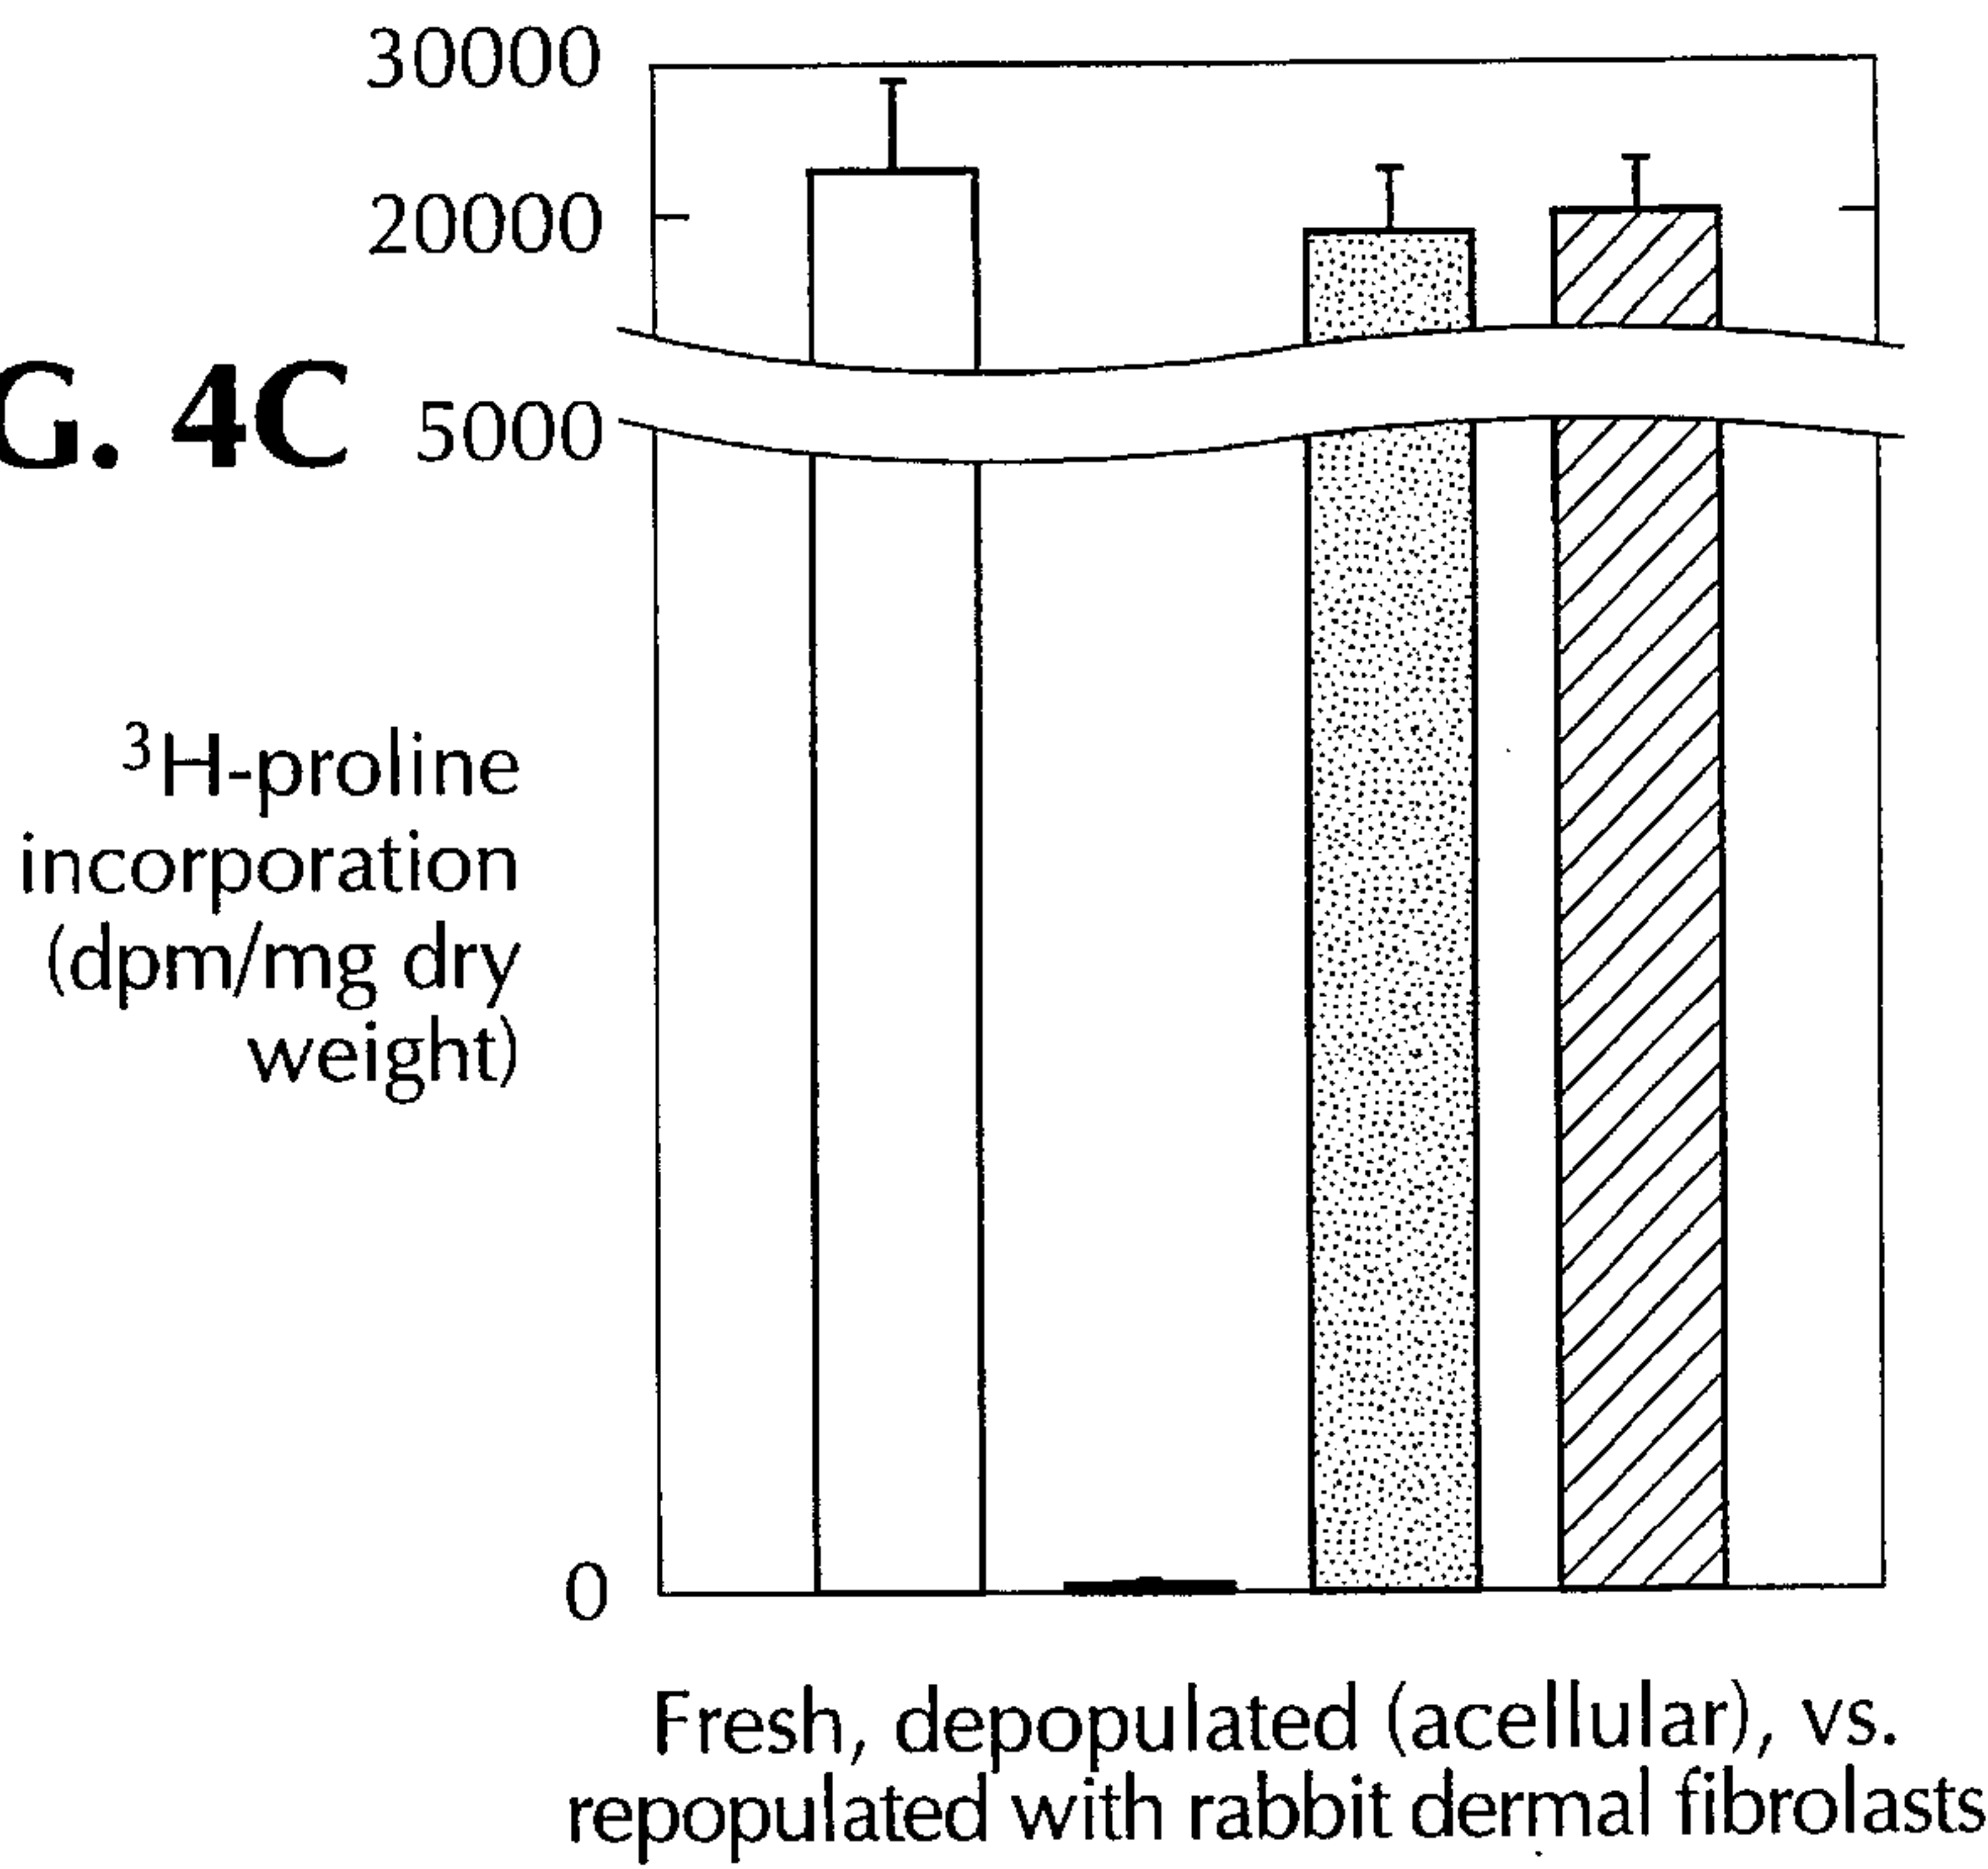 30000
20000
G. 4C
5000
³H-proline
incorporation
(dpm/mg dry
weight)
0
Fresh, depopulated (acellular), vs.
repopulated with rabbit dermal fibrolasts